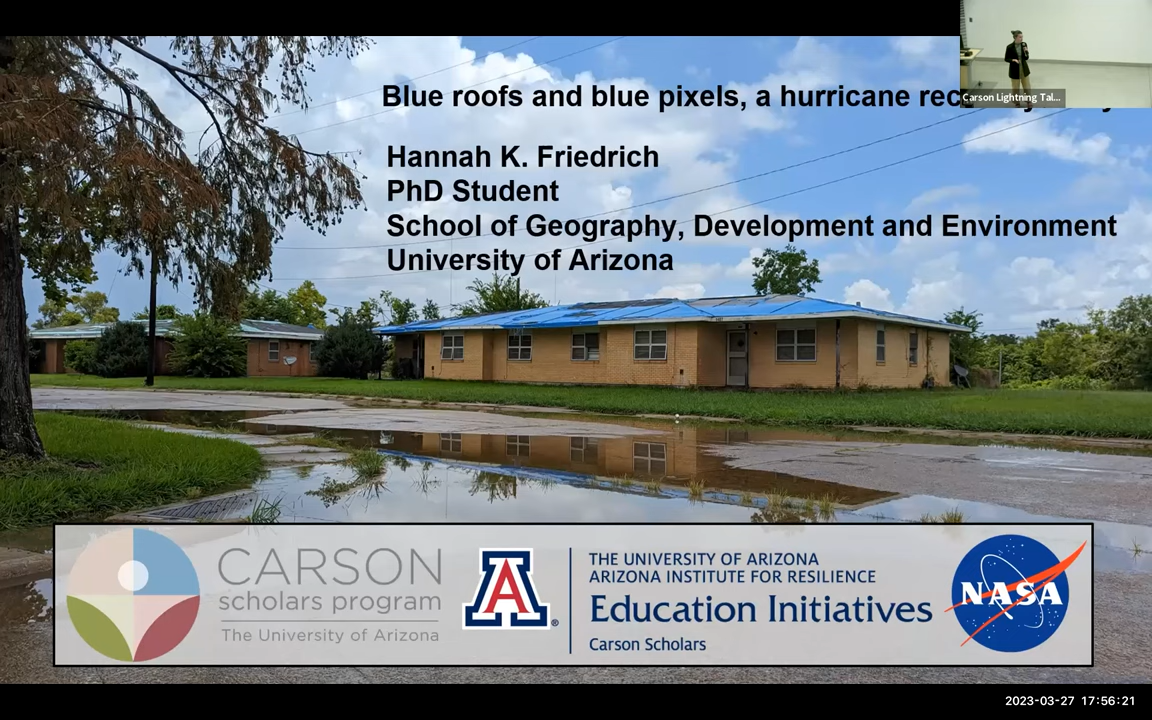 Blue roofs and blue pixels, a hurricane
Carson Lightning Tal...
Hannah K. Friedrich
PhD Student
School of Geography, Development and Environment
University of Arizona
CARSON
scholars program
The University of Arizona
A
®
THE UNIVERSITY OF ARIZONA
ARIZONA INSTITUTE FOR RESILIENCE
Education Initiatives
Carson Scholars
NASA
2023-03-27 17:56:21